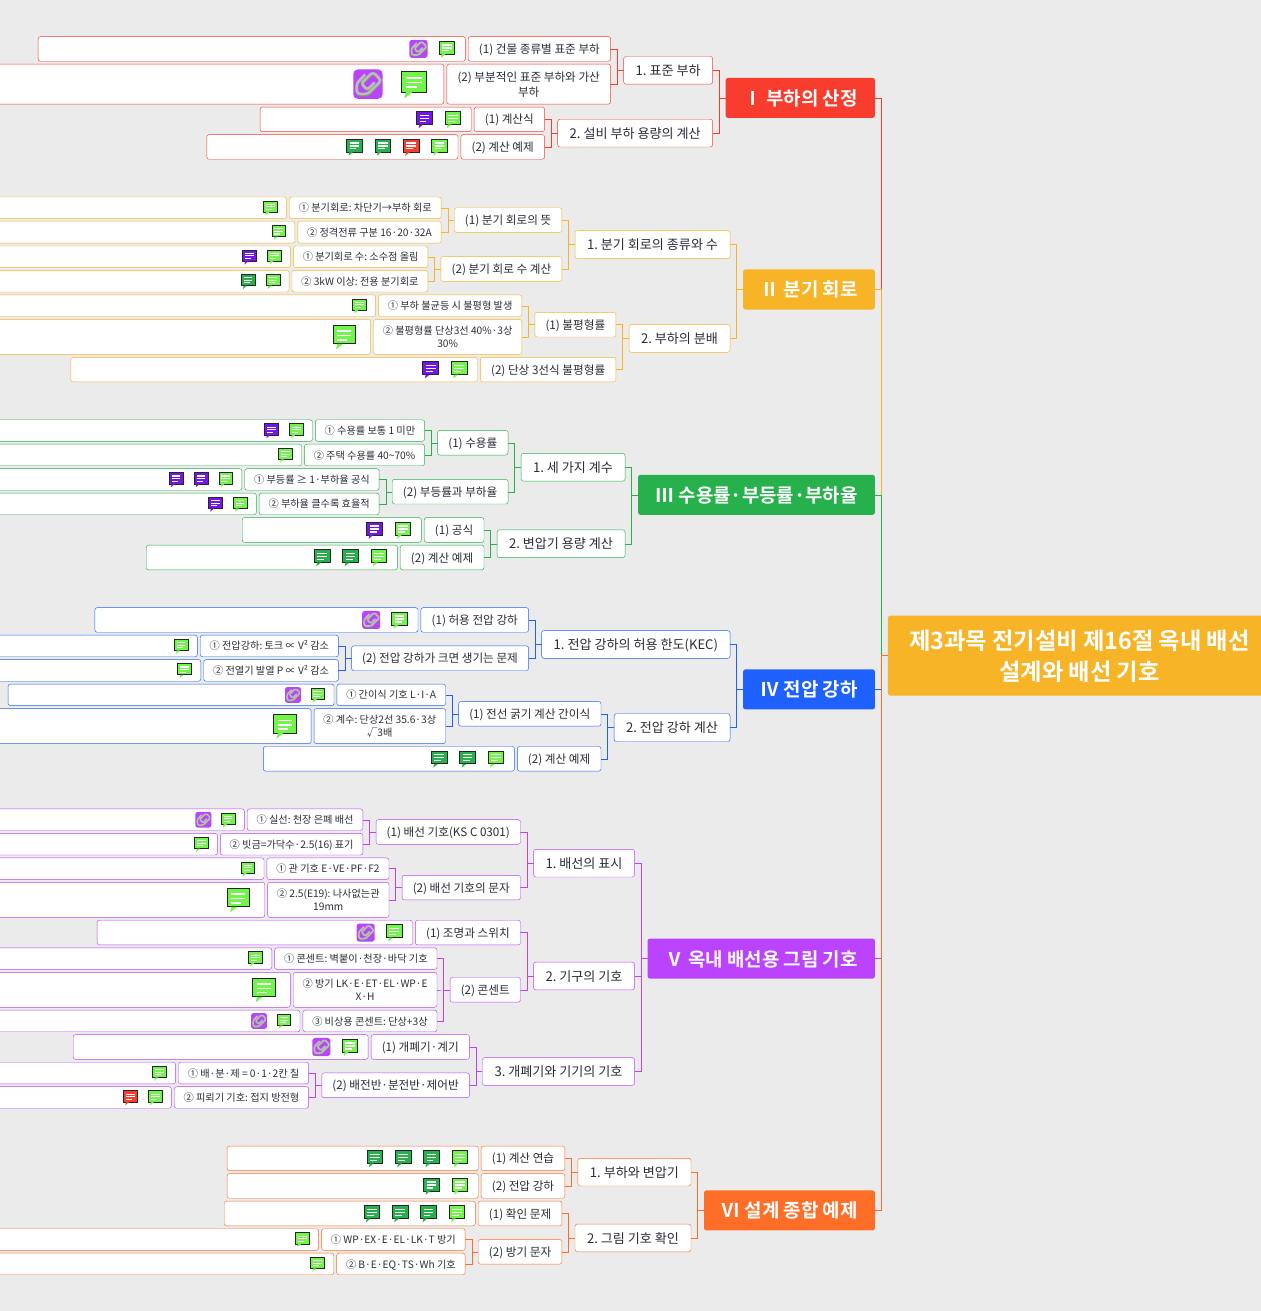 제3과목 전기설비 제16절 옥내 배선
설계와 배선 기호
I 부하의 산정
1. 표준 부하
(1) 건물 종류별 표준 부하
(2) 부분적인 표준 부하와 가산
부하
2. 설비 부하 용량의 계산
(1) 계산식
(2) 계산 예제
II 분기 회로
1. 분기 회로의 종류와 수
(1) 분기 회로의 뜻
① 분기회로: 차단기→부하 회로
② 정격전류 구분 16·20·32A
(2) 분기 회로 수 계산
① 분기회로 수: 소수점 올림
② 3kW 이상: 전용 분기회로
2. 부하의 분배
(1) 불평형률
① 부하 불균등 시 불평형 발생
② 불평형률 단상3선 40%·3상
30%
(2) 단상 3선식 불평형률
III 수용률·부등률·부하율
1. 세 가지 계수
(1) 수용률
① 수용률 보통 1 미만
② 주택 수용률 40~70%
(2) 부등률과 부하율
① 부등률 ≥ 1·부하율 공식
② 부하율 클수록 효율적
2. 변압기 용량 계산
(1) 공식
(2) 계산 예제
IV 전압 강하
1. 전압 강하의 허용 한도(KEC)
(1) 허용 전압 강하
(2) 전압 강하가 크면 생기는 문제
① 전압강하: 토크 ∝ V² 감소
② 전열기 발열 P ∝ V² 감소
2. 전압 강하 계산
(1) 전선 굵기 계산 간이식
① 간이식 기호 L·I·A
② 계수: 단상2선 35.6·3상
√3배
(2) 계산 예제
V 옥내 배선용 그림 기호
1. 배선의 표시
(1) 배선 기호(KS C 0301)
① 실선: 천장 은폐 배선
② 빗금=가닥수·2.5(16) 표기
(2) 배선 기호의 문자
① 관 기호 E·VE·PF·F2
② 2.5(E19): 나사없는관
19mm
2. 기구의 기호
(1) 조명과 스위치
(2) 콘센트
① 콘센트: 벽붙이·천장·바닥 기호
② 방기 LK·E·ET·EL·WP·E
X·H
③ 비상용 콘센트: 단상+3상
3. 개폐기와 기기의 기호
(1) 개폐기·계기
(2) 배전반·분전반·제어반
① 배·분·제 = 0·1·2칸 칠
② 피뢰기 기호: 접지 방전형
VI 설계 종합 예제
1. 부하와 변압기
(1) 계산 연습
(2) 전압 강하
2. 그림 기호 확인
(1) 확인 문제
(2) 방기 문자
① WP·EX·E·EL·LK·T 방기
② B·E·EQ·TS·Wh 기호